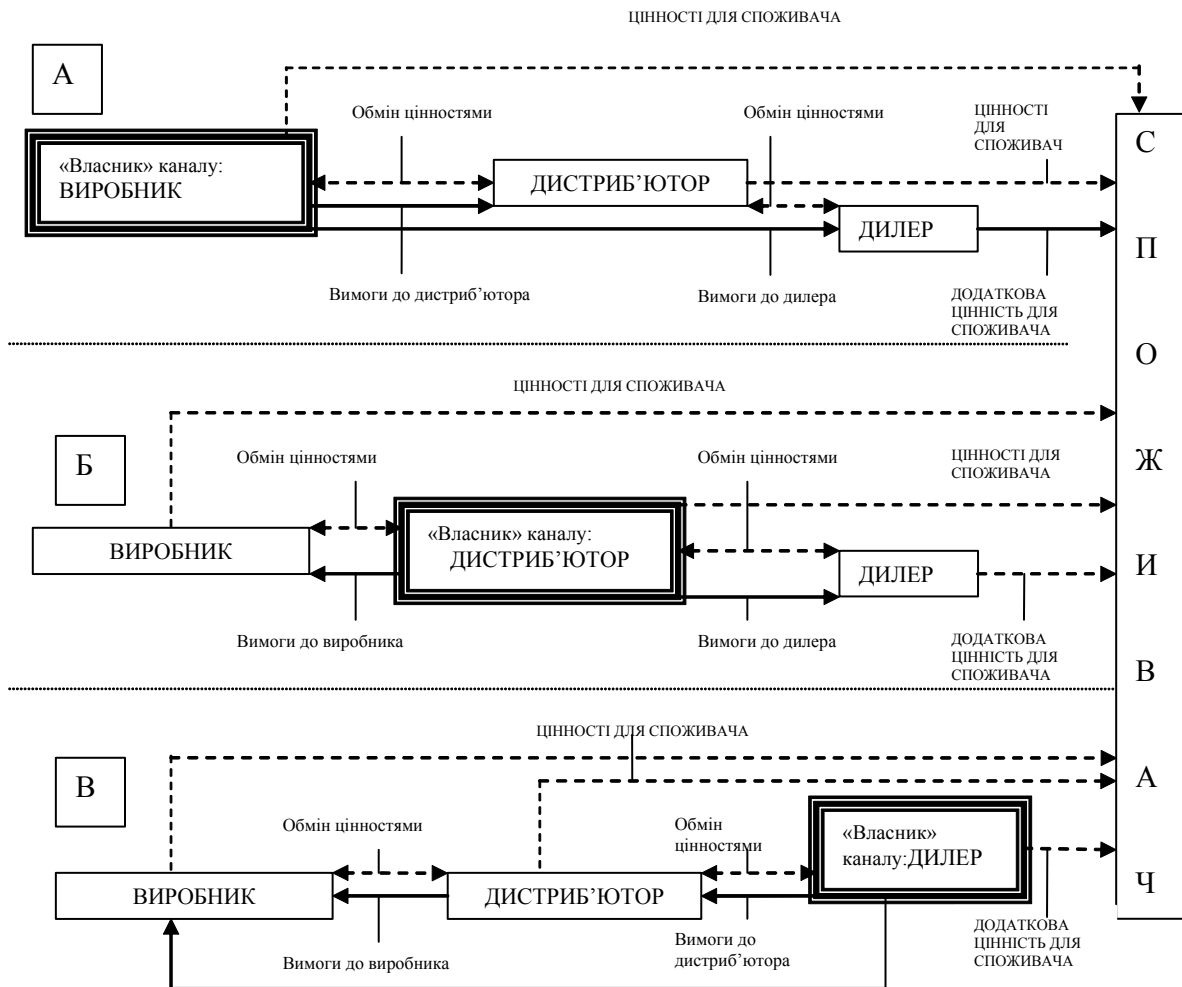 ЦІННОСТІ ДЛЯ СПОЖИВАЧА
А
Обмін цінностями
Обмін цінностями
ЦІННОСТІ
ДЛЯ
СПОЖИВАЧ
«Власник» каналу:
ВИРОБНИК
ДИСТРИБ’ЮТОР
ДИЛЕР
Вимоги до дистриб’ютора
Вимоги до дилера
ДОДАТКОВА
ЦІННІСТЬ ДЛЯ
СПОЖИВАЧА
ЦІННОСТІ ДЛЯ СПОЖИВАЧА
Б
Обмін цінностями
Обмін цінностями
ЦІННОСТІ ДЛЯ
СПОЖИВАЧА
ВИРОБНИК
«Власник» каналу:
ДИСТРИБ’ЮТОР
ДИЛЕР
Вимоги до виробника
Вимоги до дилера
ДОДАТКОВА
ЦІННІСТЬ ДЛЯ
СПОЖИВАЧА
ЦІННОСТІ ДЛЯ СПОЖИВАЧА
В
Обмін цінностями
Обмін
цінностями
«Власник»
каналу:ДИЛЕР
ВИРОБНИК
ДИСТРИБ’ЮТОР
Вимоги до виробника
Вимоги до
дистриб’ютора
ДОДАТКОВА
ЦІННІСТЬ ДЛЯ
СПОЖИВАЧА
С
П
О
Ж
И
В
А
Ч